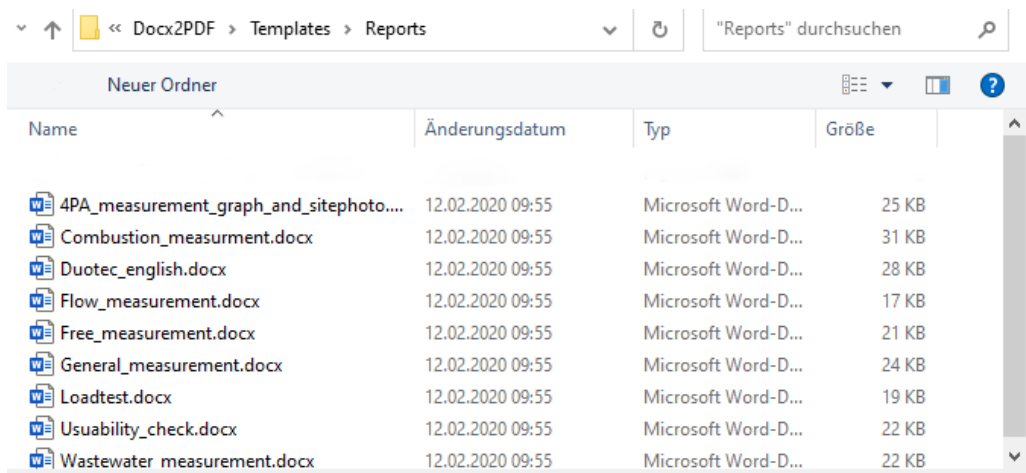 « Docx2PDF > Templates > Reports "Reports" durchsuchen
Neuer Ordner
Name Änderungsdatum Typ Größe
4PA_measurement_graph_and_sitephoto.... 12.02.2020 09:55 Microsoft Word-D... 25 KB
Combustion_measurment.docx 12.02.2020 09:55 Microsoft Word-D... 31 KB
Duotec_english.docx 12.02.2020 09:55 Microsoft Word-D... 28 KB
Flow_measurement.docx 12.02.2020 09:55 Microsoft Word-D... 17 KB
Free_measurement.docx 12.02.2020 09:55 Microsoft Word-D... 21 KB
General_measurement.docx 12.02.2020 09:55 Microsoft Word-D... 24 KB
Loadtest.docx 12.02.2020 09:55 Microsoft Word-D... 19 KB
Usuability_check.docx 12.02.2020 09:55 Microsoft Word-D... 22 KB
Wastewater_measurement.docx 12.02.2020 09:55 Microsoft Word-D... 22 KB